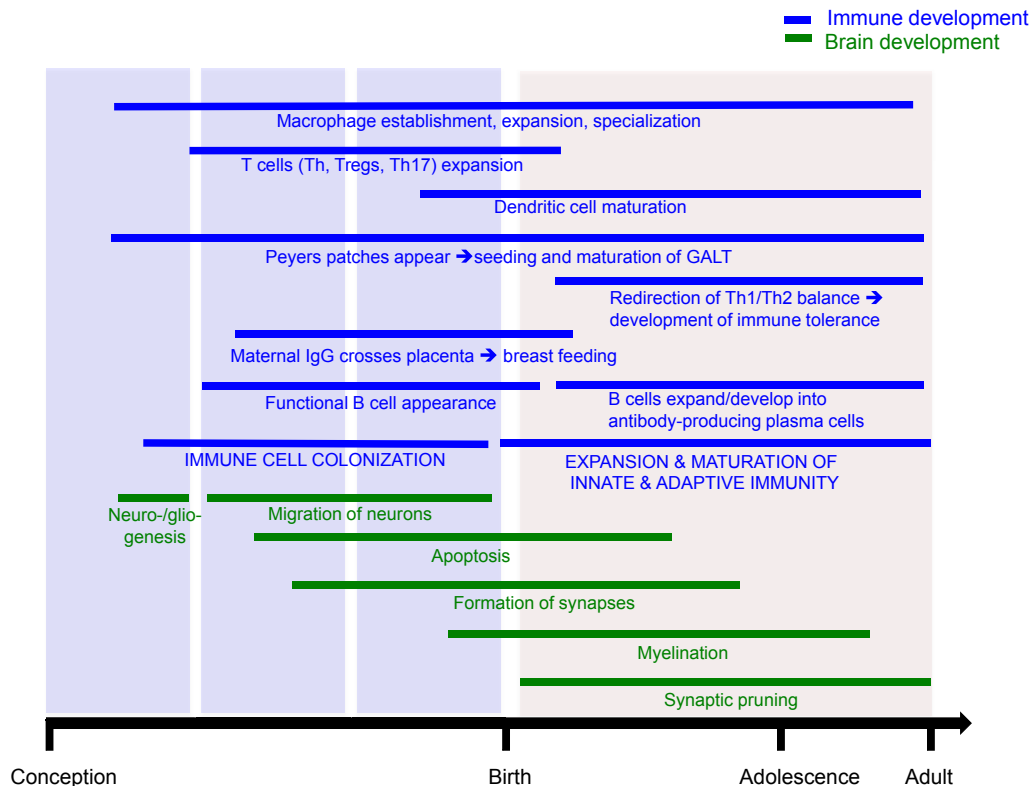 Immune development
Brain development
Macrophage establishment, expansion, specialization
T cells (Th, Tregs, Th17) expansion
Dendritic cell maturation
Peyers patches appear ➔seeding and maturation of GALT
Redirection of Th1/Th2 balance ➔
development of immune tolerance
Maternal IgG crosses placenta ➔ breast feeding
Functional B cell appearance
B cells expand/develop into
antibody-producing plasma cells
IMMUNE CELL COLONIZATION
EXPANSION & MATURATION OF
INNATE & ADAPTIVE IMMUNITY
Neuro-/glio-
genesis
Migration of neurons
Apoptosis
Formation of synapses
Myelination
Synaptic pruning
Conception
Birth
Adolescence
Adult